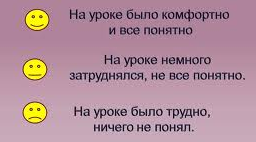 На уроке было комфортно
и все понятно
На уроке немного
затруднялся, не все понятно.
На уроке было трудно,
ничего не понял.